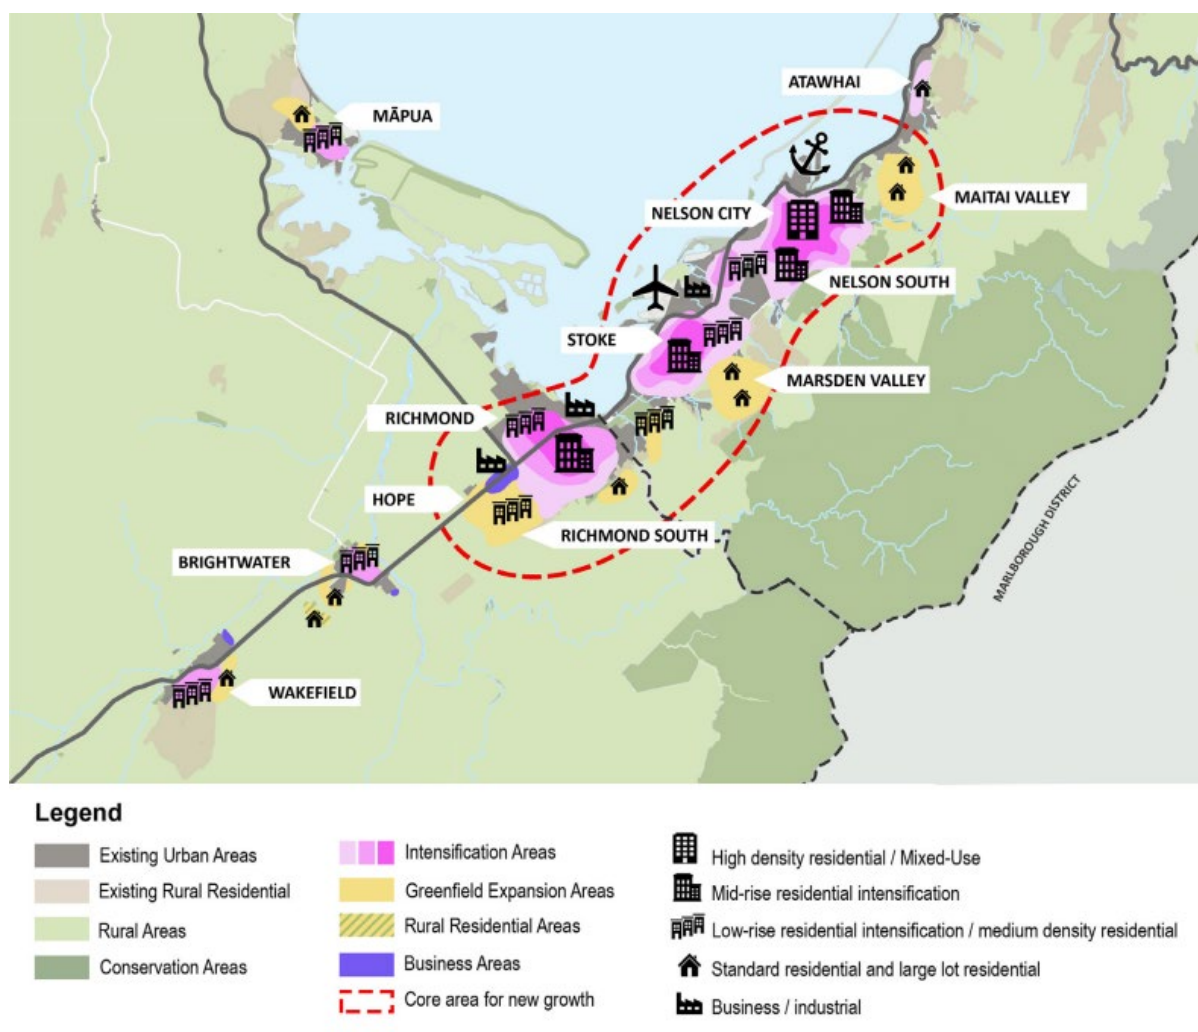 ATAWHAI
MĀPUA
MAITAI VALLEY
NELSON CITY
NELSON SOUTH
STOKE
MARSDEN VALLEY
RICHMOND
HOPE
RICHMOND SOUTH
BRIGHTWATER
MARLBOROUGH DISTRICT
WAKEFIELD
Legend
Existing Urban Areas
Existing Rural Residential
Rural Areas
Conservation Areas
Intensification Areas
Greenfield Expansion Areas
Rural Residential Areas
Business Areas
Core area for new growth
High density residential / Mixed-Use
Mid-rise residential intensification
Low-rise residential intensification / medium density residential
Standard residential and large lot residential
Business / industrial